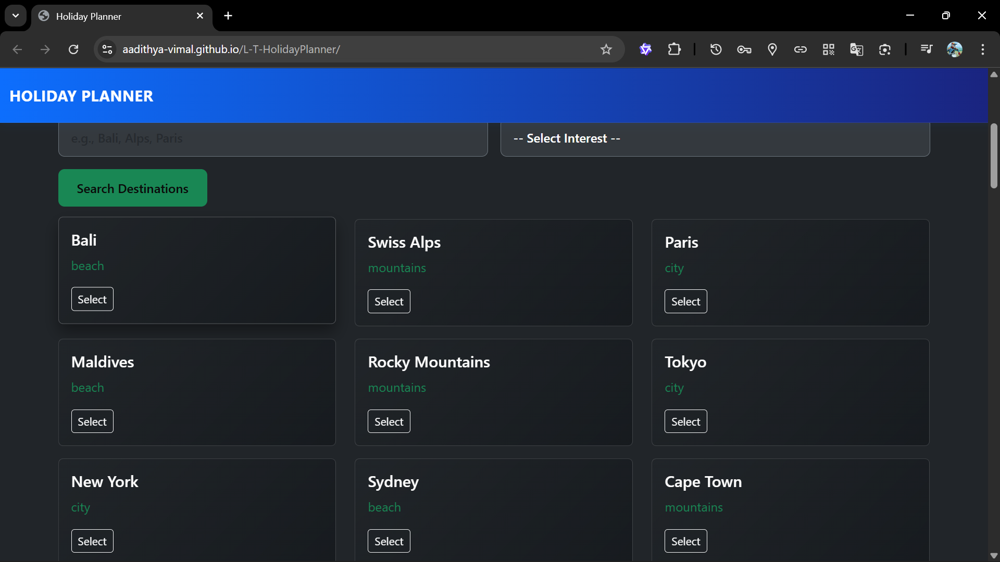 Holiday Planner
aadithya-vimal.github.io/L-T-HolidayPlanner/
HOLIDAY PLANNER
e.g., Bali, Alps, Paris
-- Select Interest --
Search Destinations
Bali
beach
Select
Swiss Alps
mountains
Select
Paris
city
Select
Maldives
beach
Select
Rocky Mountains
mountains
Select
Tokyo
city
Select
New York
city
Select
Sydney
beach
Select
Cape Town
mountains
Select